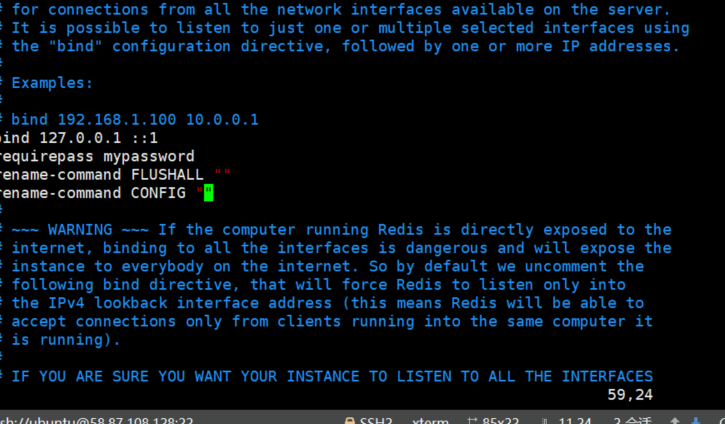 # for connections from all the network interfaces available on the server.
# It is possible to listen to just one or multiple selected interfaces using
# the "bind" configuration directive, followed by one or more IP addresses.
#
# Examples:
#
# bind 192.168.1.100 10.0.0.1
bind 127.0.0.1 ::1
requirepass mypassword
rename-command FLUSHALL ""
rename-command CONFIG ""
#
# ~~~ WARNING ~~~ If the computer running Redis is directly exposed to the
# internet, binding to all the interfaces is dangerous and will expose the
# instance to everybody on the internet. So by default we uncomment the
# following bind directive, that will force Redis to listen only into
# the IPv4 lookback interface address (this means Redis will be able to
# accept connections only from clients running into the same computer it
# is running).
#
# IF YOU ARE SURE YOU WANT YOUR INSTANCE TO LISTEN TO ALL THE INTERFACES
59,24
sh://ubuntu@58.87.108.128:22 SSH2 xterm 85x22 11,24 2 会话